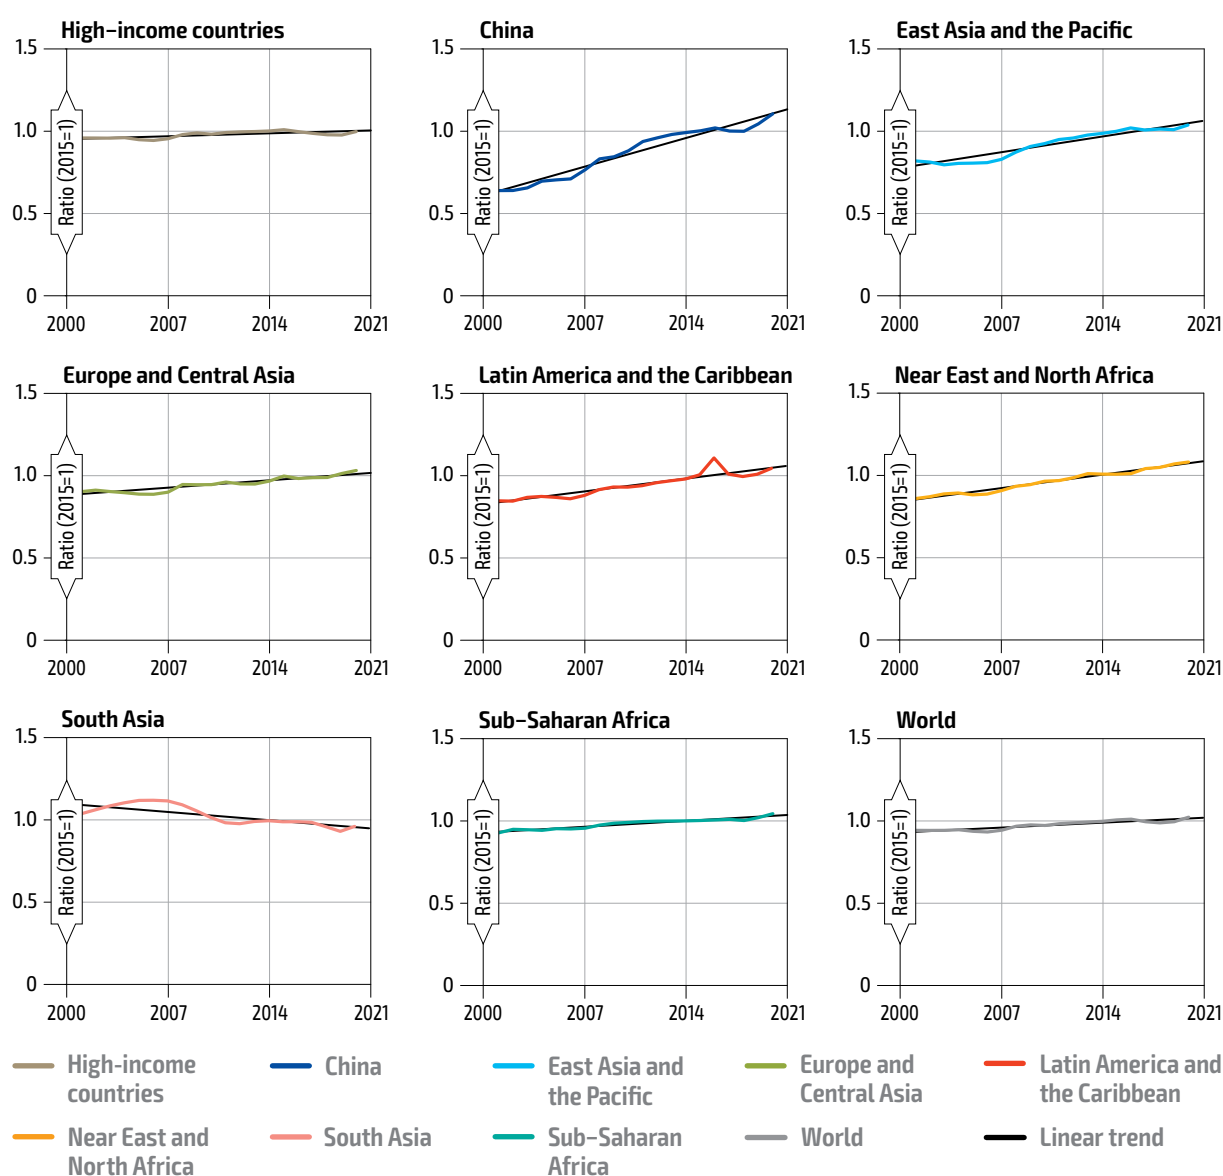 High–income countries
1.5
1.0
0.5
0
Ratio (2015=1)
2000 2007 2014 2021
China
1.5
1.0
0.5
0
Ratio (2015=1)
2000 2007 2014 2021
East Asia and the Pacific
1.5
1.0
0.5
0
Ratio (2015=1)
2000 2007 2014 2021
Europe and Central Asia
1.5
1.0
0.5
0
Ratio (2015=1)
2000 2007 2014 2021
Latin America and the Caribbean
1.5
1.0
0.5
0
Ratio (2015=1)
2000 2007 2014 2021
Near East and North Africa
1.5
1.0
0.5
0
Ratio (2015=1)
2000 2007 2014 2021
South Asia
1.5
1.0
0.5
0
Ratio (2015=1)
2000 2007 2014 2021
Sub–Saharan Africa
1.5
1.0
0.5
0
Ratio (2015=1)
2000 2007 2014 2021
World
1.5
1.0
0.5
0
Ratio (2015=1)
2000 2007 2014 2021
High-income
countries
China
East Asia and
the Pacific
Europe and
Central Asia
Latin America and
the Caribbean
Near East and
North Africa
South Asia
Sub–Saharan
Africa
World
Linear trend